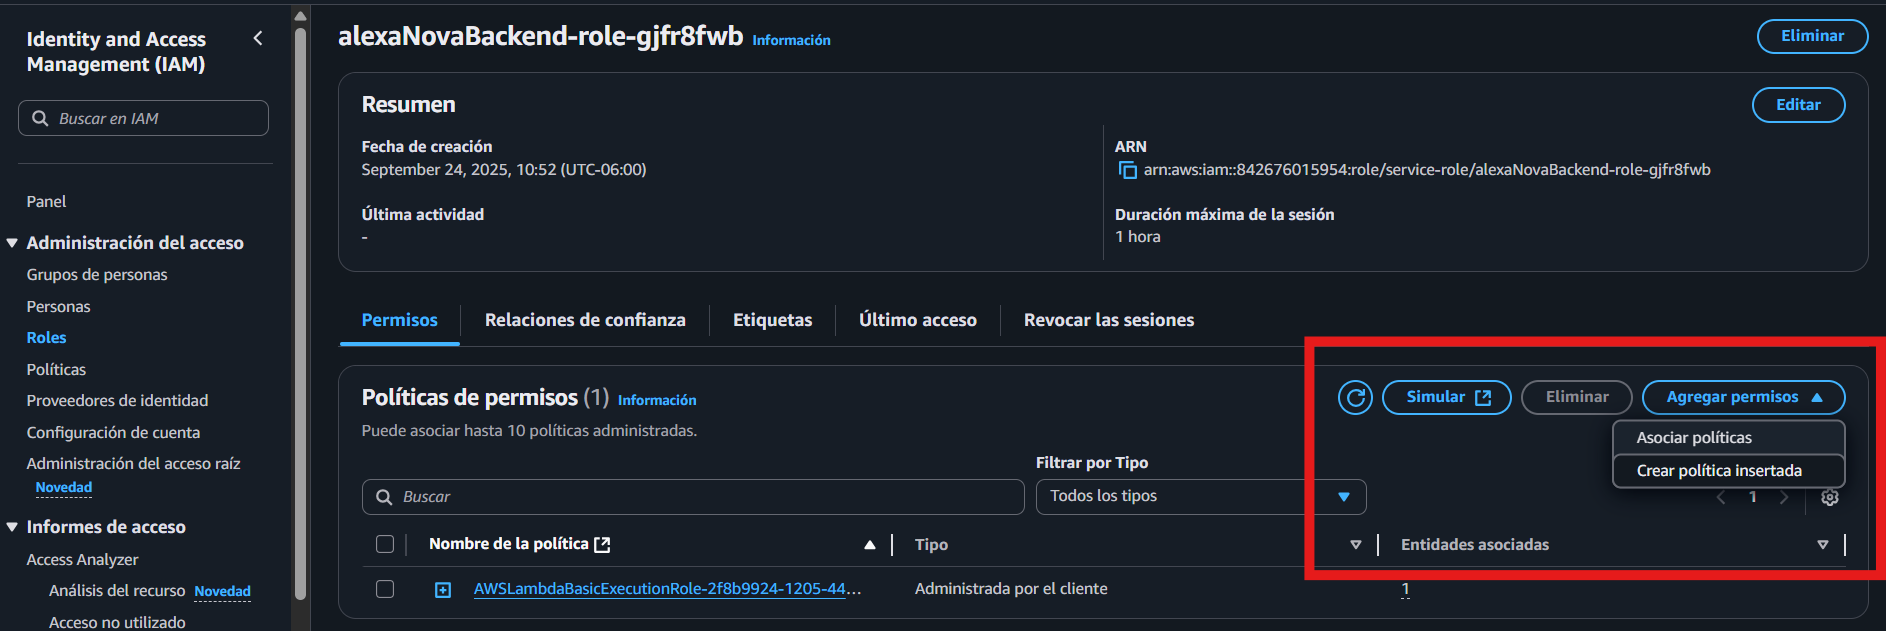 Identity and Access Management (IAM)
Buscar en IAM
Panel
Administración del acceso
Grupos de personas
Personas
Roles
Políticas
Proveedores de identidad
Configuración de cuenta
Administración del acceso raíz
Novedad
Informes de acceso
Access Analyzer
Análisis del recurso Novedad
Acceso no utilizado
alexaNovaBackend-role-gjfr8fwb Información
Eliminar
Resumen
Editar
Fecha de creación
September 24, 2025, 10:52 (UTC-06:00)
ARN
arn:aws:iam::842676015954:role/service-role/alexaNovaBackend-role-gjfr8fwb
Última actividad
-
Duración máxima de la sesión
1 hora
Permisos
Relaciones de confianza
Etiquetas
Último acceso
Revocar las sesiones
Políticas de permisos (1) Información
Simular
Eliminar
Agregar permisos
Puede asociar hasta 10 políticas administradas.
Asociar políticas
Crear política insertada
Filtrar por Tipo
Buscar
Todos los tipos
1
Nombre de la política
Tipo
Entidades asociadas
AWSLambdaBasicExecutionRole-2f8b9924-1205-44...
Administrada por el cliente
1